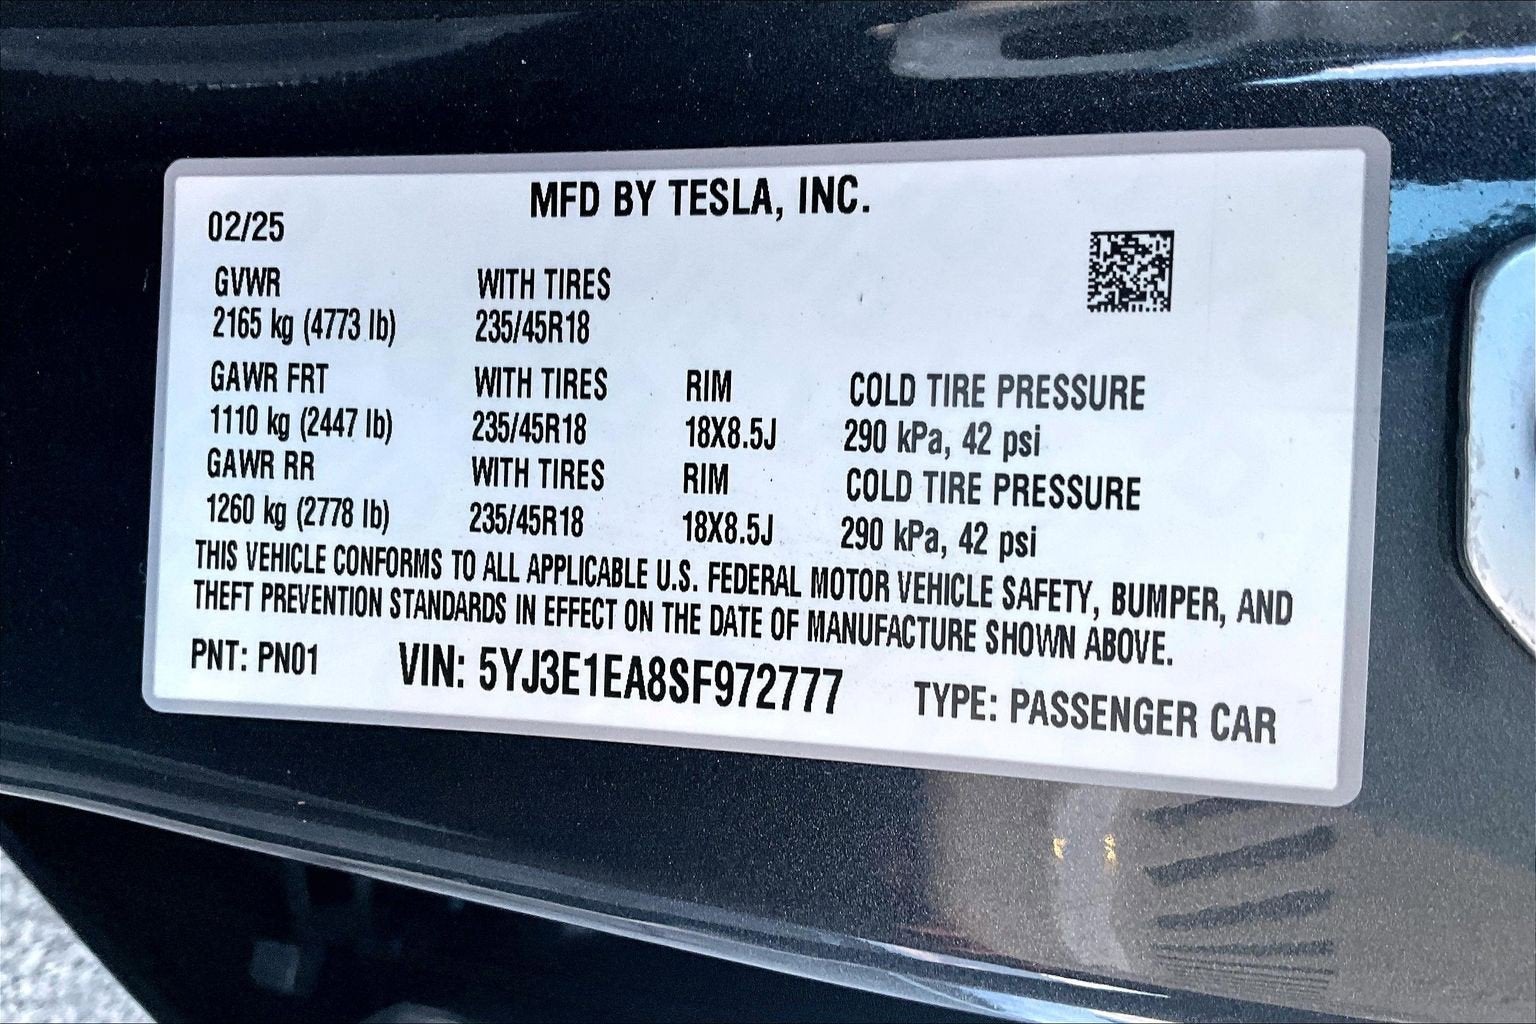 MFD BY TESLA, INC.
02/25
GVWR WITH TIRES
2165 kg (4773 lb) 235/45R18
GAWR FRT WITH TIRES RIM COLD TIRE PRESSURE
1110 kg (2447 lb) 235/45R18 18X8.5J 290 kPa, 42 psi
GAWR RR WITH TIRES RIM COLD TIRE PRESSURE
1260 kg (2778 lb) 235/45R18 18X8.5J 290 kPa, 42 psi
THIS VEHICLE CONFORMS TO ALL APPLICABLE U.S. FEDERAL MOTOR VEHICLE SAFETY, BUMPER, AND
THEFT PREVENTION STANDARDS IN EFFECT ON THE DATE OF MANUFACTURE SHOWN ABOVE.
PNT: PN01 VIN: 5YJ3E1EA8SF972777 TYPE: PASSENGER CAR